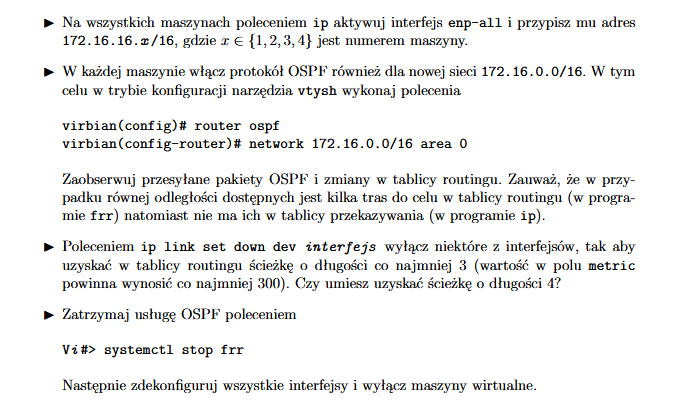 ► Na wszystkich maszynach poleceniem ip aktywuj interfejs enp-all i przypisz mu adres
172.16.16.x/16, gdzie x ∈ {1, 2, 3, 4} jest numerem maszyny.
► W każdej maszynie włącz protokół OSPF również dla nowej sieci 172.16.0.0/16. W tym
celu w trybie konfiguracji narzędzia vtysh wykonaj polecenia
virbian(config)# router ospf
virbian(config-router)# network 172.16.0.0/16 area 0
Zaobserwuj przesyłane pakiety OSPF i zmiany w tablicy routingu. Zauważ, że w przy-
padku równej odległości dostępnych jest kilka tras do celu w tablicy routingu (w progra-
mie frr) natomiast nie ma ich w tablicy przekazywania (w programie ip).
► Poleceniem ip link set down dev interfejs wyłącz niektóre z interfejsów, tak aby
uzyskać w tablicy routingu ścieżkę o długości co najmniej 3 (wartość w polu metric
powinna wynosić co najmniej 300). Czy umiesz uzyskać ścieżkę o długości 4?
► Zatrzymaj usługę OSPF poleceniem
Vi#> systemctl stop frr
Następnie zdekonfiguruj wszystkie interfejsy i wyłącz maszyny wirtualne.